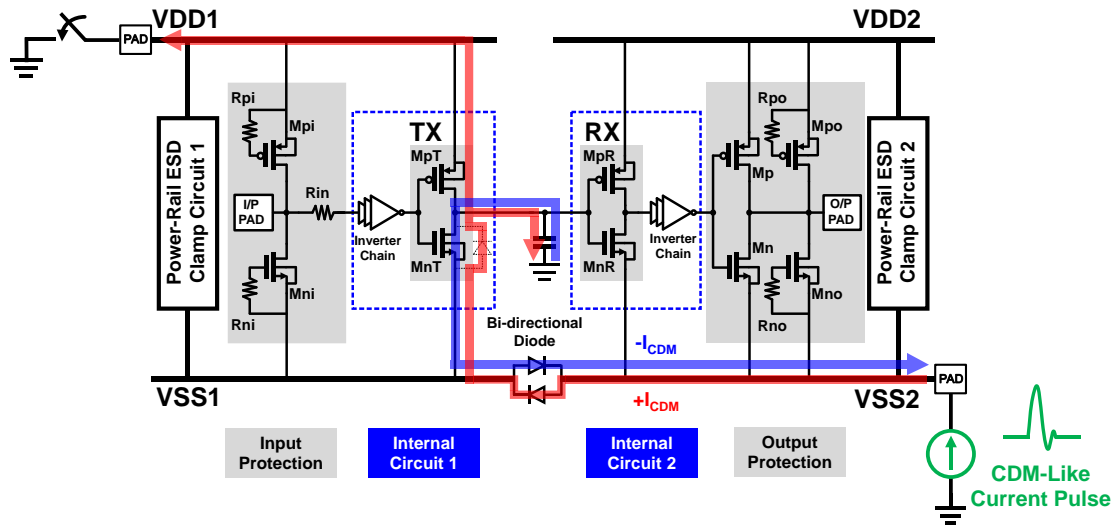 VDD1
VDD2
PAD
Rpi
Mpi
TX
RX
Rpo
Mpo
MpT
MpR
Mp
Power-Rail ESD
Clamp Circuit 1
I/P
PAD
Rin
O/P
PAD
Power-Rail ESD
Clamp Circuit 2
Inverter
Chain
Inverter
Chain
Mn
MnT
MnR
Mni
Mno
Rni
Rno
Bi-directional
Diode
-ICDM
PAD
VSS1
+ICDM
VSS2
Input
Protection
Internal
Circuit 1
Internal
Circuit 2
Output
Protection
CDM-Like
Current Pulse